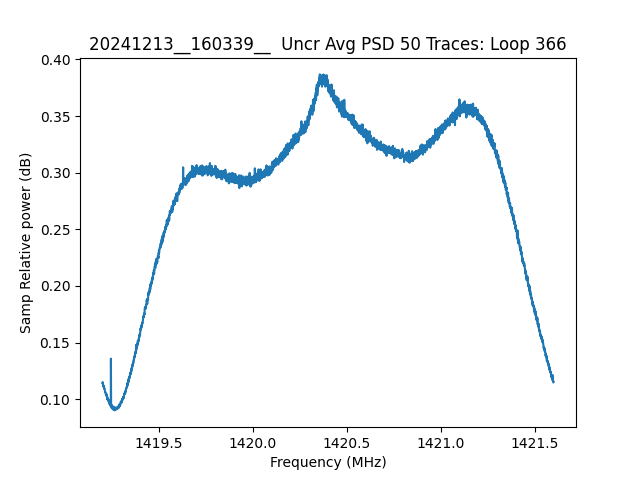 20241213__160339__ Uncr Avg PSD 50 Traces: Loop 366
Samp Relative power (dB)
0.40
0.35
0.30
0.25
0.20
0.15
0.10
1419.5 1420.0 1420.5 1421.0 1421.5
Frequency (MHz)